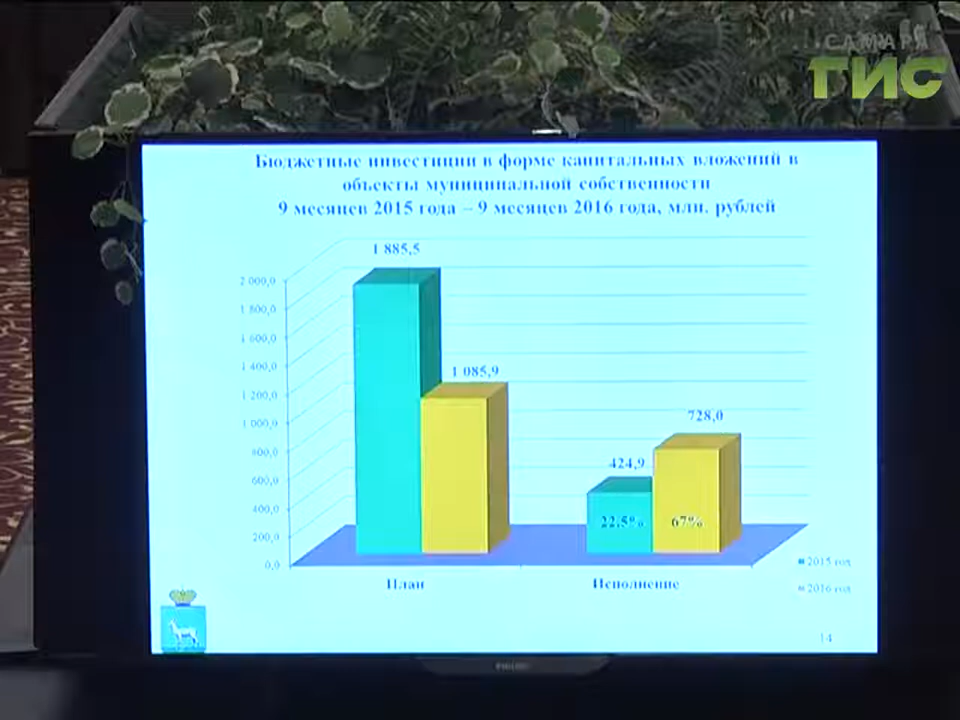 САМАРА
ГИС
Бюджетные инвестиции в форме капитальных вложений в
объекты муниципальной собственности
9 месяцев 2015 года – 9 месяцев 2016 года, млн. рублей
1 885,5
2 000,0
1 800,0
1 600,0
1 400,0
1 200,0
1 000,0
800,0
600,0
400,0
200,0
0,0
1 085,9
728,0
424,9
22.5%
67%
План
Исполнение
2015 год
2016 год
14
PHILIPS